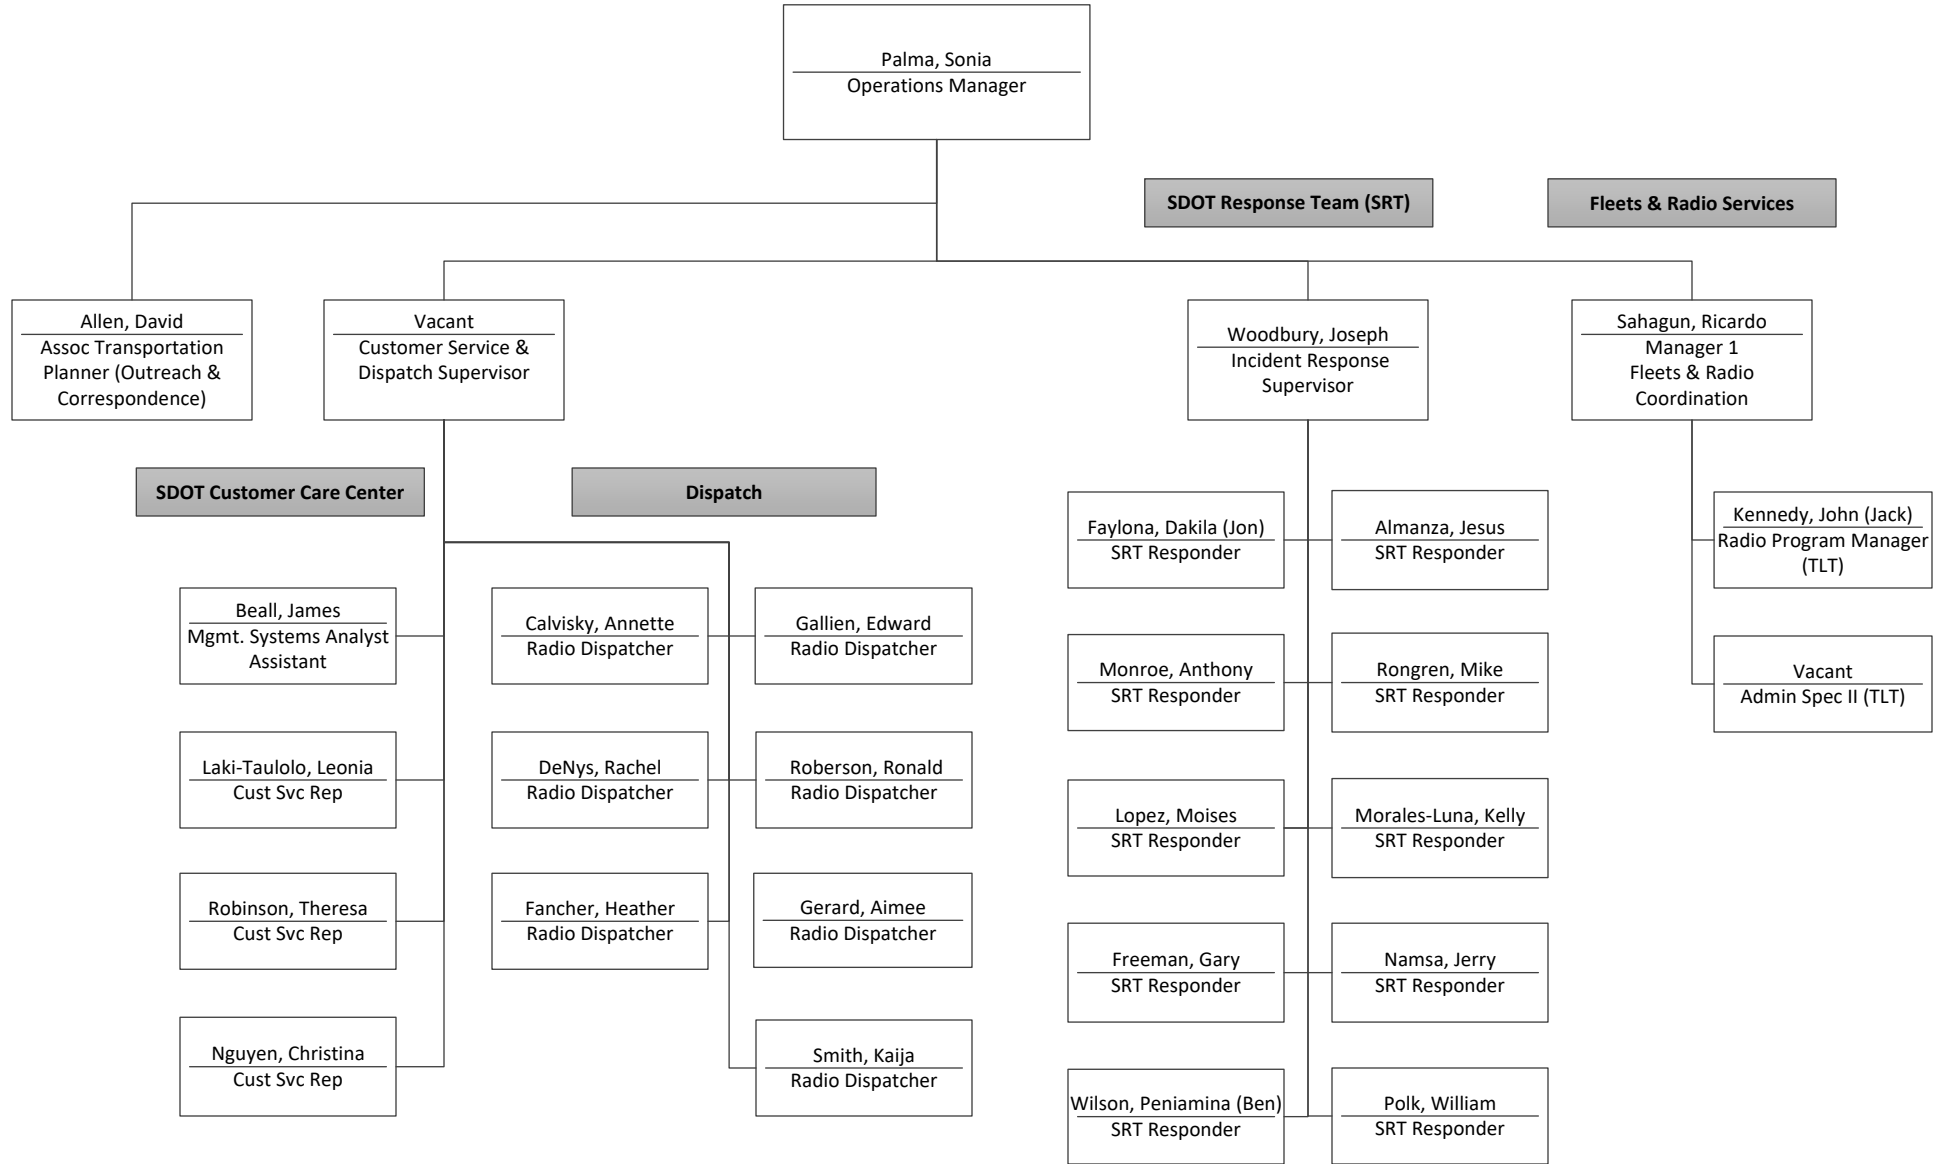 Palma, Sonia
Operations Manager
SDOT Response Team (SRT)
Fleets & Radio Services
Allen, David
Assoc Transportation
Planner (Outreach &
Correspondence)
Vacant
Customer Service &
Dispatch Supervisor
Woodbury, Joseph
Incident Response
Supervisor
Sahagun, Ricardo
Manager 1
Fleets & Radio
Coordination
SDOT Customer Care Center
Dispatch
Beall, James
Mgmt. Systems Analyst
Assistant
Laki-Taulolo, Leonia
Cust Svc Rep
Robinson, Theresa
Cust Svc Rep
Nguyen, Christina
Cust Svc Rep
Calvisky, Annette
Radio Dispatcher
Gallien, Edward
Radio Dispatcher
DeNys, Rachel
Radio Dispatcher
Roberson, Ronald
Radio Dispatcher
Fancher, Heather
Radio Dispatcher
Gerard, Aimee
Radio Dispatcher
Smith, Kaija
Radio Dispatcher
Faylona, Dakila (Jon)
SRT Responder
Almanza, Jesus
SRT Responder
Monroe, Anthony
SRT Responder
Rongren, Mike
SRT Responder
Lopez, Moises
SRT Responder
Morales-Luna, Kelly
SRT Responder
Freeman, Gary
SRT Responder
Namsa, Jerry
SRT Responder
Wilson, Peniamina (Ben)
SRT Responder
Polk, William
SRT Responder
Kennedy, John (Jack)
Radio Program Manager
(TLT)
Vacant
Admin Spec II (TLT)